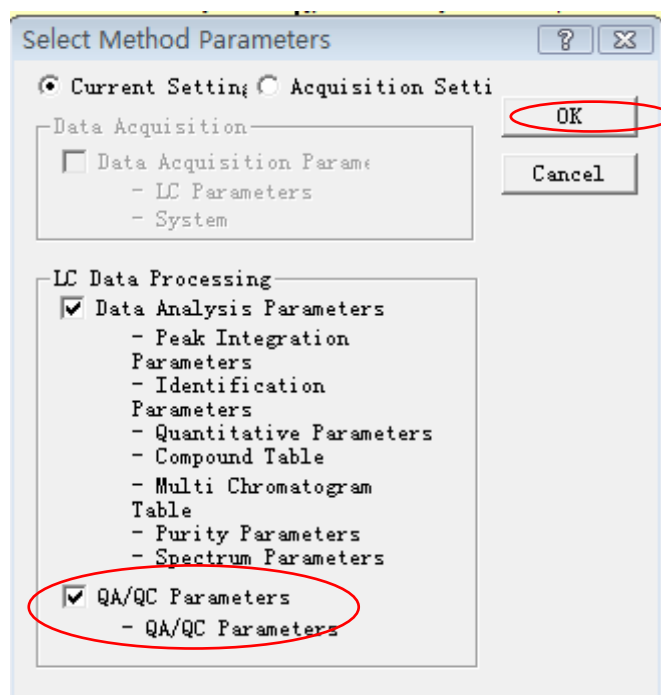 Select Method Parameters
Current Setting Acquisition Setti
OK
Data Acquisition
Data Acquisition Parame
- LC Parameters
- System
Cancel
LC Data Processing
Data Analysis Parameters
- Peak Integration
Parameters
- Identification
Parameters
- Quantitative Parameters
- Compound Table
- Multi Chromatogram
Table
- Purity Parameters
- Spectrum Parameters
QA/QC Parameters
- QA/QC Parameters